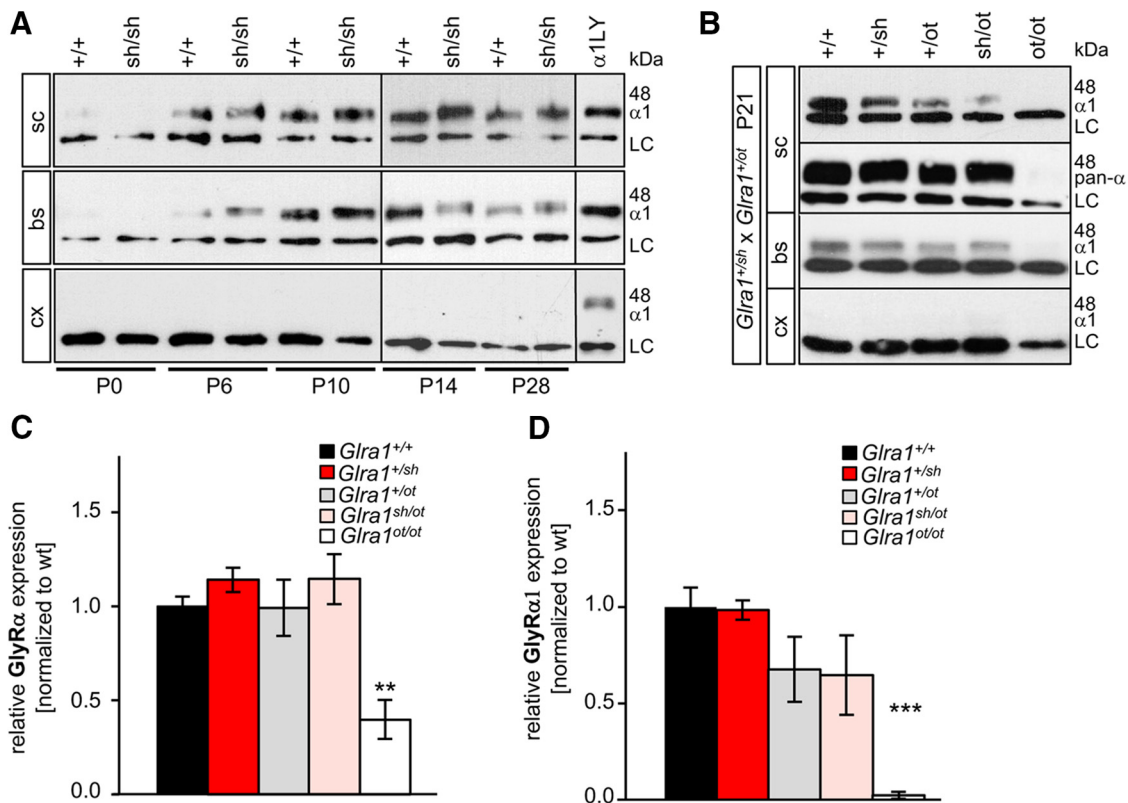 A
+/+ sh/sh +/+ sh/sh +/+ sh/sh +/+ sh/sh +/+ sh/sh α1LY
kDa
sc
48
α1
LC
bs
48
α1
LC
cx
48
α1
LC
P0 P6 P10 P14 P28
B
+/+ +/sh +/ot sh/ot ot/ot
kDa
Glra1+/sh x Glra1+/ot P21
sc
48
α1
LC
48
pan-α
LC
bs
48
α1
LC
cx
48
α1
LC
C
Glra1+/+
Glra1+/sh
Glra1+/ot
Glra1sh/ot
Glra1ot/ot
relative GlyRα expression
[normalized to wt]
1.5
1.0
0.5
0.0
**
D
Glra1+/+
Glra1+/sh
Glra1+/ot
Glra1sh/ot
Glra1ot/ot
relative GlyRα1 expression
[normalized to wt]
1.5
1.0
0.5
0.0
***